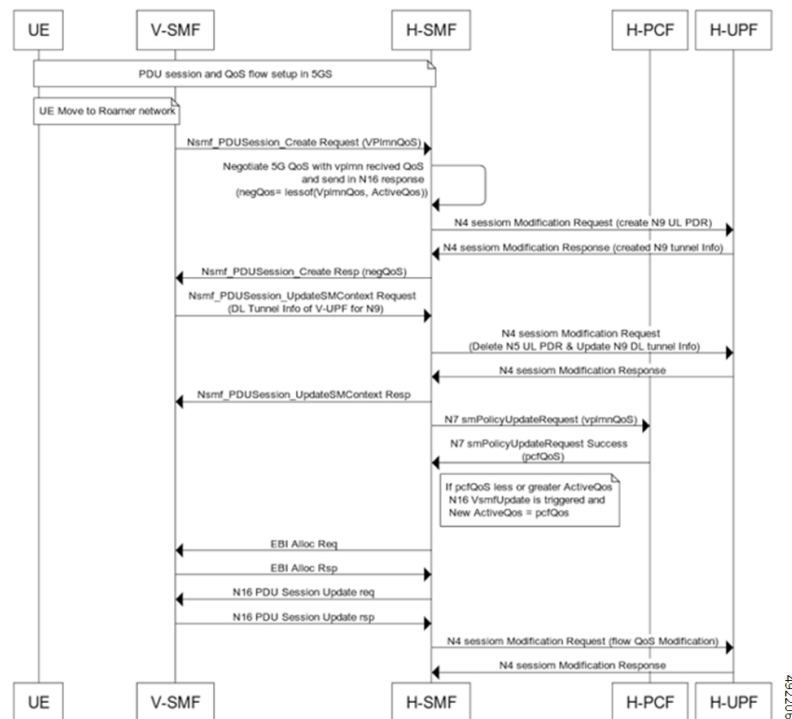 UE
V-SMF
H-SMF
H-PCF
H-UPF
PDU session and QoS flow setup in 5GS
UE Move to Roamer network
Nsmf_PDUSession_Create Request (VPlmnQoS)
Negotiate 5G QoS with vplmn recived QoS
and send in N16 response
(negQos= lessof(VplmnQos, ActiveQos))
N4 sessiom Modification Request (create N9 UL PDR)
N4 sessiom Modification Response (created N9 tunnel Info)
Nsmf_PDUSession_Create Resp (negQoS)
Nsmf_PDUSession_UpdateSMContext Request
(DL Tunnel Info of V-UPF for N9)
N4 sessiom Modification Request
(Delete N5 UL PDR & Update N9 DL tunnel Info)
N4 sessiom Modification Response
Nsmf_PDUSession_UpdateSMContext Resp
N7 smPolicyUpdateRequest (vplmnQoS)
N7 smPolicyUpdateRequest Success
(pcfQoS)
If pcfQoS less or greater ActiveQos
N16 VsmfUpdate is triggered and
New ActiveQos = pcfQos
EBI Alloc Req
EBI Alloc Rsp
N16 PDU Session Update req
N16 PDU Session Update rsp
N4 sessiom Modification Request (flow QoS Modification)
N4 sessiom Modification Response
UE
V-SMF
H-SMF
H-PCF
H-UPF
492206